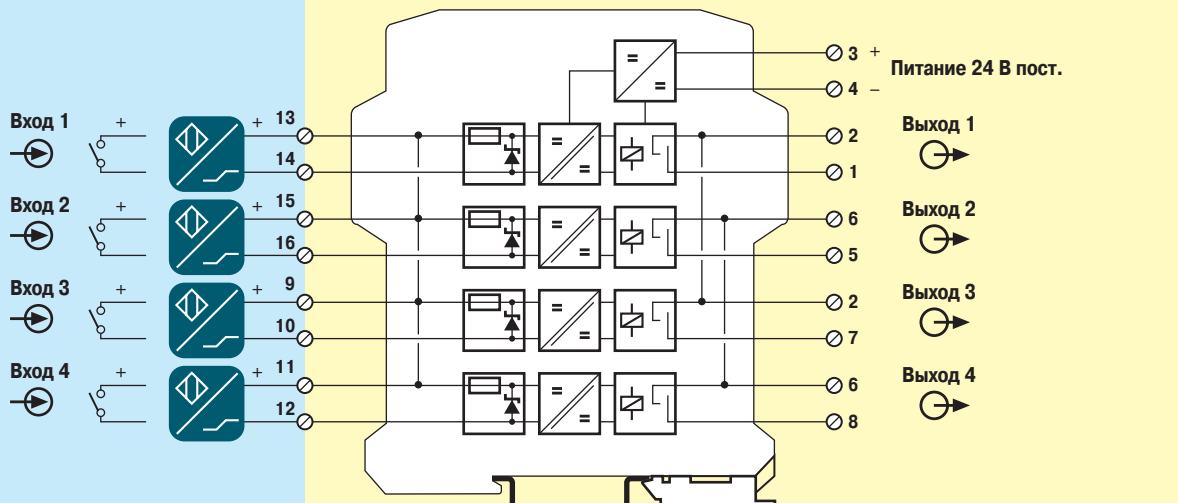 3 +
Питание 24 В пост.
4 –
Вход 1
+
+ 13
14
2
1
Выход 1
Вход 2
+
+ 15
16
6
5
Выход 2
Вход 3
+
+ 9
10
2
7
Выход 3
Вход 4
+
+ 11
12
6
8
Выход 4